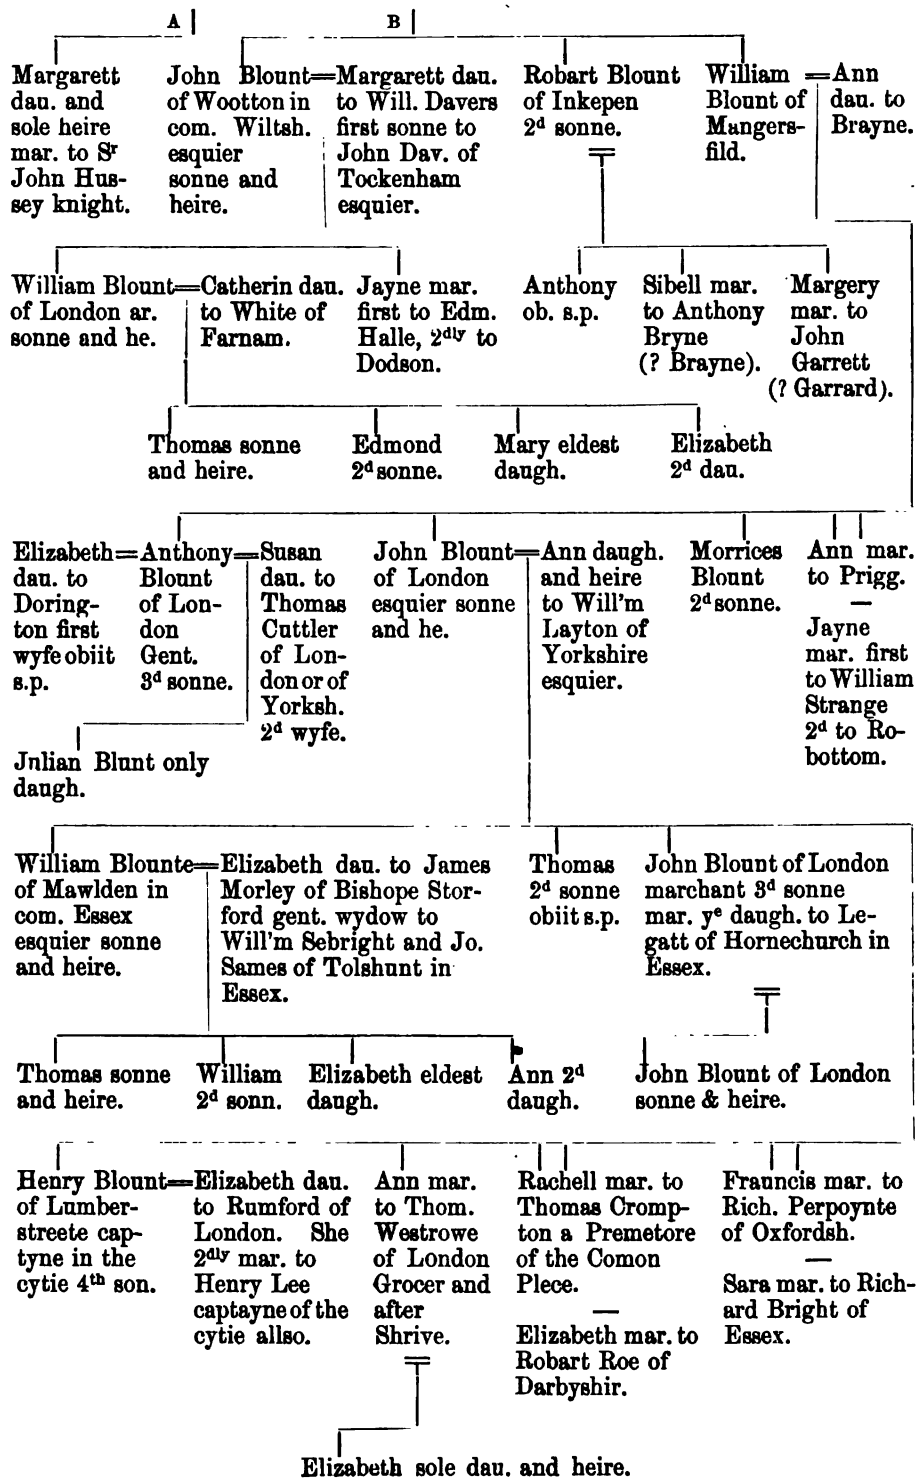 A | B |
Margarett
dau. and
sole heire
mar. to Sr
John Hus-
sey knight.
John Blount=
of Wootton in
com. Wiltsh.
esquier
sonne and
heire.
Margarett dau.
to Will. Davers
first sonne to
John Dav. of
Tockenham
esquier.
Robart Blount
of Inkepen
2d sonne.
William =
Blount of
Mangers-
fild.
Ann
dau. to
Brayne.
William Blount=
of London ar.
sonne and he.
Catherin dau.
to White of
Farnam.
Jayne mar.
first to Edm.
Halle, 2dly to
Dodson.
Anthony
ob. s.p.
Sibell mar.
to Anthony
Bryne
(? Brayne).
Margery
mar. to
John
Garrett
(? Garrard).
Thomas sonne
and heire.
Edmond
2d sonne.
Mary eldest
daugh.
Elizabeth
2d dau.
Elizabeth=
dau. to
Doring-
ton first
wyfe obiit
s.p.
Anthony=
Blount
of Lon-
don
Gent.
3d sonne.
Susan
dau. to
Thomas
Cuttler
of Lon-
don or of
Yorksh.
2d wyfe.
John Blount=
of London
esquier sonne
and he.
Ann daugh.
and heire
to Will'm
Layton of
Yorkshire
esquier.
Morrices
Blount
2d sonne.
Ann mar.
to Prigg.
—
Jayne
mar. first
to William
Strange
2d to Ro-
bottom.
Julian Blunt only
daugh.
William Blounte=
of Mawlden in
com. Essex
esquier sonne
and heire.
Elizabeth dau. to James
Morley of Bishope Stor-
ford gent. wydow to
Will'm Sebright and Jo.
Sames of Tolshunt in
Essex.
Thomas
2d sonne
obiit s.p.
John Blount of London
marchant 3d sonne
mar. ye daugh. to Le-
gatt of Hornechurch in
Essex.
Thomas sonne
and heire.
William
2d sonn.
Elizabeth eldest
daugh.
Ann 2d
daugh.
John Blount of London
sonne & heire.
Henry Blount=
of Lumber-
streete cap-
tyne in the
cytie 4th son.
Elizabeth dau.
to Rumford of
London. She
2dly mar. to
Henry Lee
captayne of the
cytie allso.
Ann mar.
to Thom.
Westrowe
of London
Grocer and
after
Shrive.
Rachell mar. to
Thomas Cromp-
ton a Premetore
of the Comon
Plece.
—
Elizabeth mar. to
Robart Roe of
Darbyshir.
Frauncis mar. to
Rich. Perpoynte
of Oxfordsh.
—
Sara mar. to Rich-
ard Bright of
Essex.
Elizabeth sole dau. and heire.